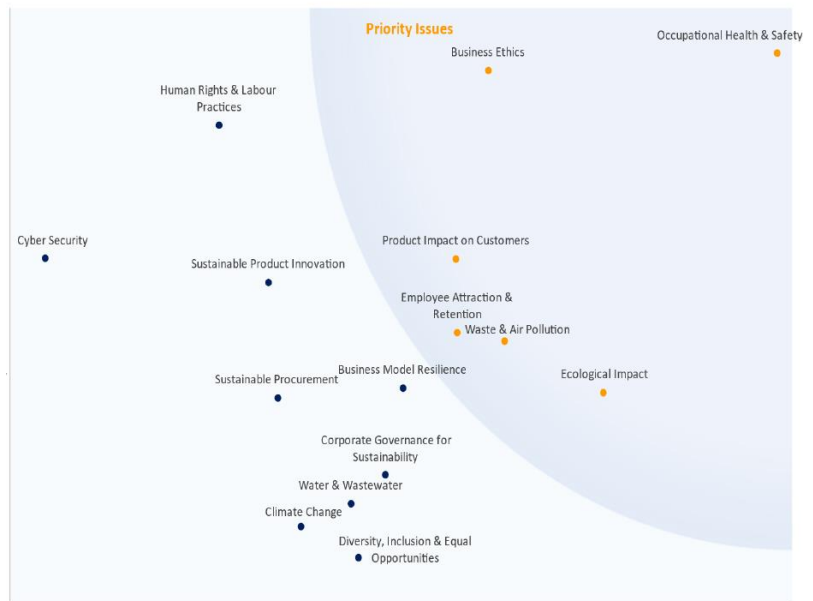 Priority Issues
Occupational Health & Safety
Business Ethics
Human Rights & Labour
Practices
Cyber Security
Product Impact on Customers
Sustainable Product Innovation
Employee Attraction &
Retention
Waste & Air Pollution
Business Model Resilience
Ecological Impact
Sustainable Procurement
Corporate Governance for
Sustainability
Water & Wastewater
Climate Change
Diversity, Inclusion & Equal
Opportunities